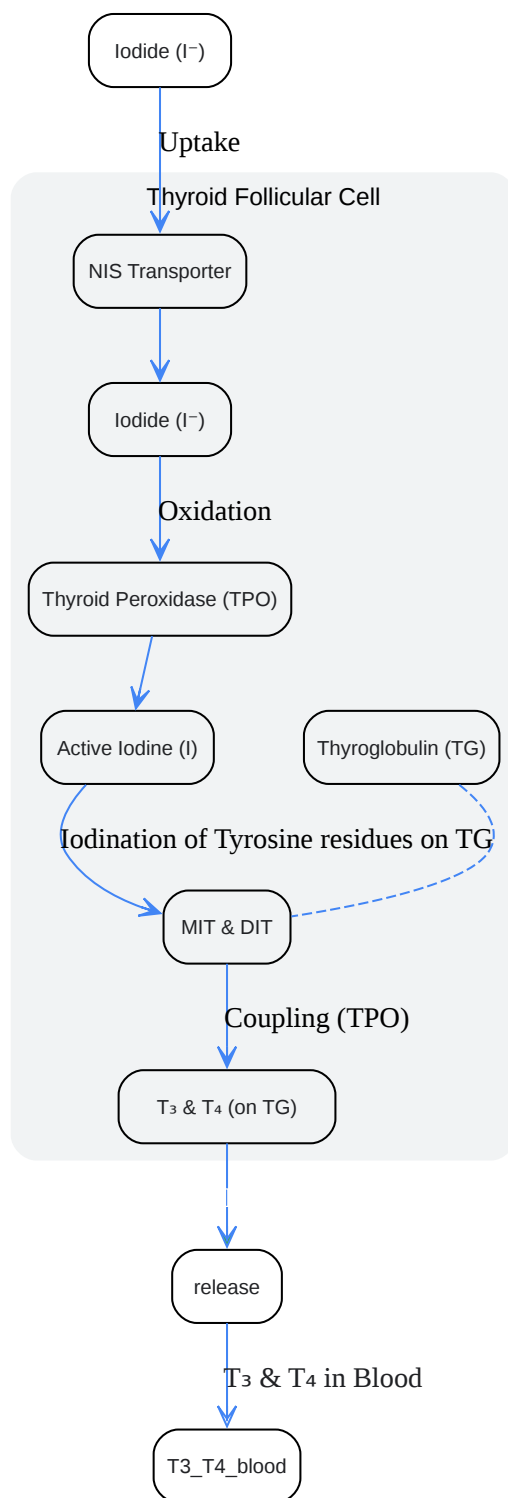 Iodide (I⁻)
Uptake
Thyroid Follicular Cell
NIS Transporter
Iodide (I⁻)
Oxidation
Thyroid Peroxidase (TPO)
Active Iodine (I)
Thyroglobulin (TG)
Iodination of Tyrosine residues on TG
MIT & DIT
Coupling (TPO)
T₃ & T₄ (on TG)
release
T₃ & T₄ in Blood
T3_T4_blood